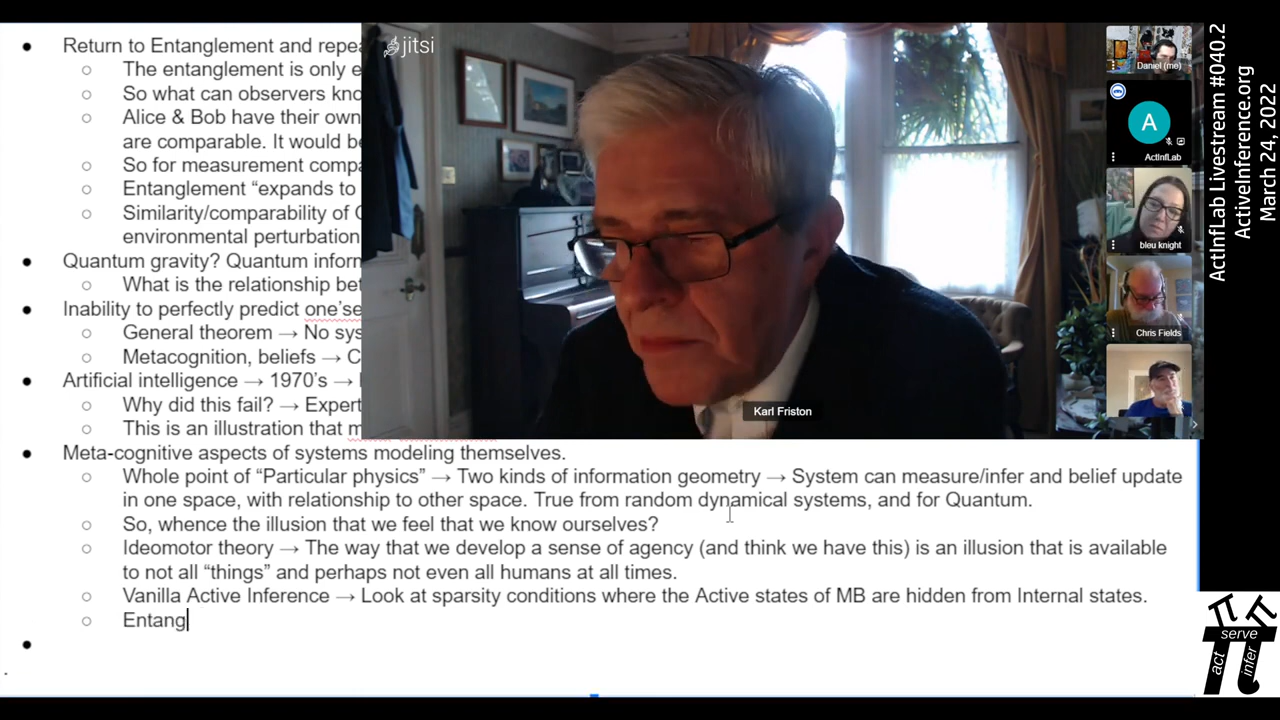 Return to Entanglement and repea
The entanglement is only e
So what can observers kno
Alice & Bob have their own
are comparable. It would be
So for measurement compa
Entanglement “expands to
Similarity/comparability of
environmental perturbation
Quantum gravity? Quantum inforr
What is the relationship bet
Inability to perfectly predict one’se
General theorem → No sys
Metacognition, beliefs → C
Artificial intelligence → 1970’s →
Why did this fail? → Expert
This is an illustration that m
Meta-cognitive aspects of systems modeling themselves.
Whole point of “Particular physics” → Two kinds of information geometry → System can measure/infer and belief update
in one space, with relationship to other space. True from random dynamical systems, and for Quantum.
So, whence the illusion that we feel that we know ourselves?
Ideomotor theory → The way that we develop a sense of agency (and think we have this) is an illusion that is available
to not all “things” and perhaps not even all humans at all times.
Vanilla Active Inference → Look at sparsity conditions where the Active states of MB are hidden from Internal states.
Entang
jitsi
Karl Friston
Daniel (me)
A
ActInfLab
bleu knight
Chris Fields
ActInfLab Livestream #040.2
ActiveInference.org
March 24, 2022
serve
act
infer